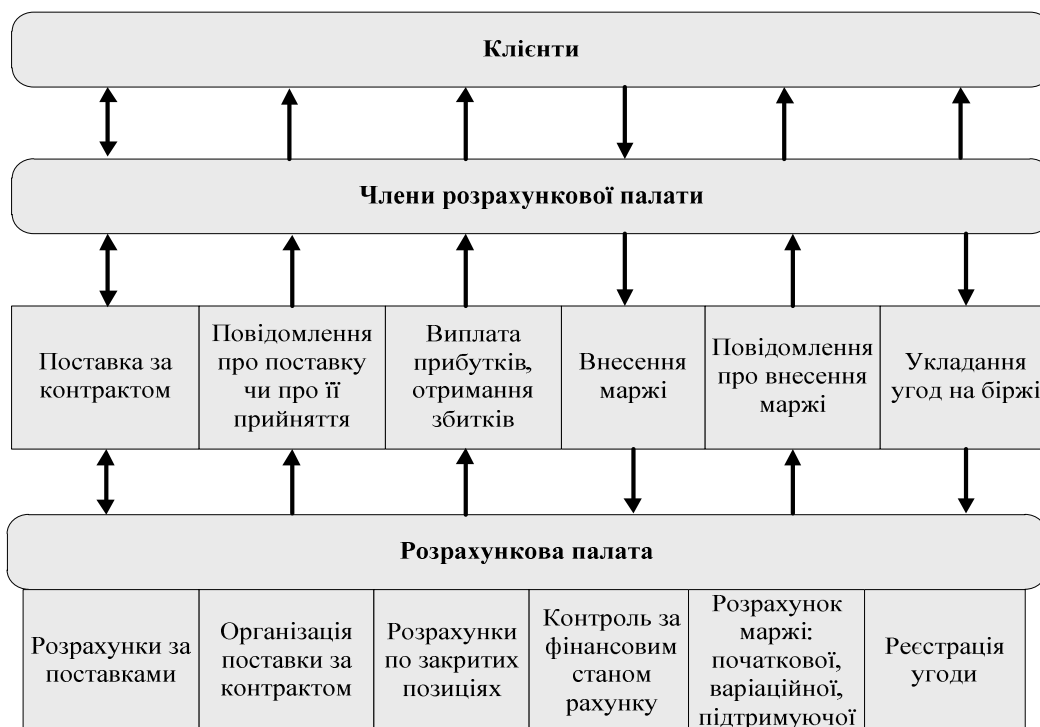 Клієнти
Члени розрахункової палати
Поставка за
контрактом
Повідомлення
про поставку
чи про її
прийняття
Виплата
прибутків,
отримання
збитків
Внесення
маржі
Повідомлення
про внесення
маржі
Укладання
угод на біржі
Розрахункова палата
Розрахунки за
поставками
Організація
поставки за
контрактом
Розрахунки
по закритих
позиціях
Контроль за
фінансовим
станом
рахунку
Розрахунок
маржі:
початкової,
варіаційної,
підтримуючої
Реєстрація
угоди